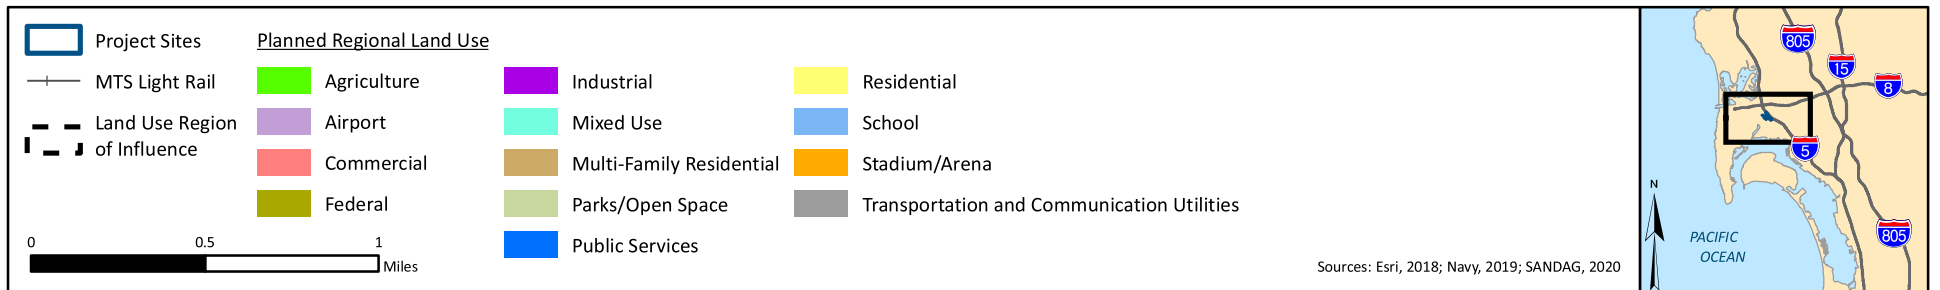 Project Sites
MTS Light Rail
Land Use Region
of Influence
Planned Regional Land Use
Agriculture
Airport
Commercial
Federal
Industrial
Mixed Use
Multi-Family Residential
Parks/Open Space
Public Services
Residential
School
Stadium/Arena
Transportation and Communication Utilities
0 0.5 1
Miles
Sources: Esri, 2018; Navy, 2019; SANDAG, 2020
805
15
8
5
805
N
PACIFIC
OCEAN